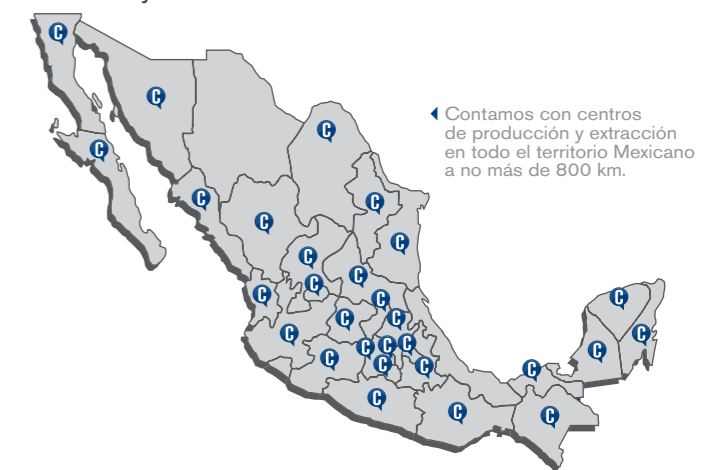 Contamos con centros
de producción y extracción
en todo el territorio Mexicano
a no más de 800 km.